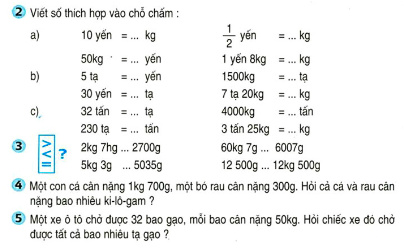 2 Viết số thích hợp vào chỗ chấm :
a) 10 yến = ... kg 1/2 yến = ... kg
50kg = ... yến 1 yến 8kg = ... kg
b) 5 tạ = ... yến 1500kg = ... tạ
30 yến = ... tạ 7 tạ 20kg = ... kg
c) 32 tấn = ... tạ 4000kg = ... tấn
230 tạ = ... tấn 3 tấn 25kg = ... kg
3 > < = ? 2kg 7hg ... 2700g 60kg 7g ... 6007g
5kg 3g ... 5035g 12 500g ... 12kg 500g
4 Một con cá cân nặng 1kg 700g, một bó rau cân nặng 300g. Hỏi cả cá và rau cân
nặng bao nhiêu ki-lô-gam ?
5 Một xe ô tô chở được 32 bao gạo, mỗi bao cân nặng 50kg. Hỏi chiếc xe đó chở
được tất cả bao nhiêu tạ gạo ?